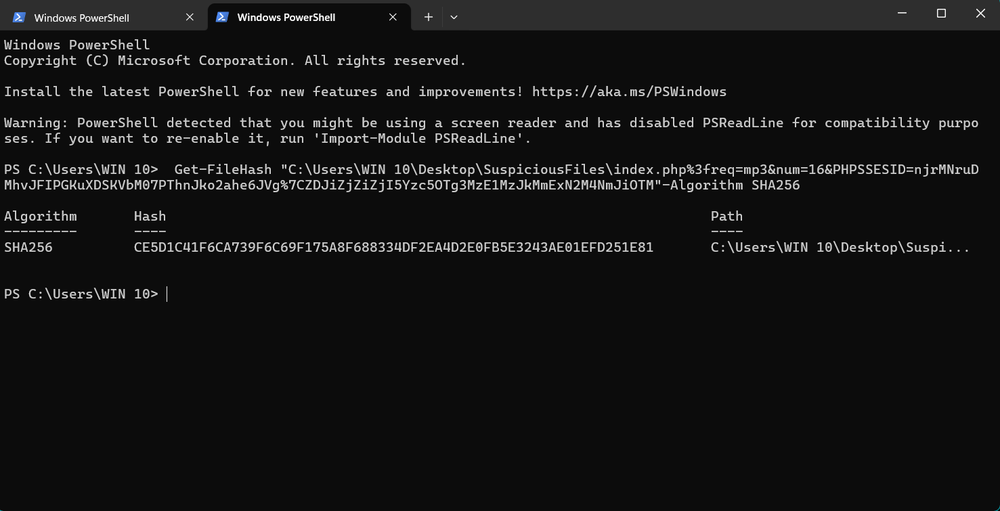 Windows PowerShell
Windows PowerShell
Windows PowerShell
Copyright (C) Microsoft Corporation. All rights reserved.
Install the latest PowerShell for new features and improvements! https://aka.ms/PSWindows
Warning: PowerShell detected that you might be using a screen reader and has disabled PSReadLine for compatibility purpo
ses. If you want to re-enable it, run 'Import-Module PSReadLine'.
PS C:\Users\WIN 10>  Get-FileHash "C:\Users\WIN 10\Desktop\SuspiciousFiles\index.php%3freq=mp3&num=16&PHPSSESID=njrMNruD
MhvJFIPGKuXDSKVbM07PThnJko2ahe6JVg%7CZDJiZjZiZjI5Yzc5OTg3MzE1MzJkMmExN2M4NmJiOTM"-Algorithm SHA256
Algorithm       Hash                                                                   Path
---------       ----                                                                   ----
SHA256          CE5D1C41F6CA739F6C69F175A8F688334DF2EA4D2E0FB5E3243AE01EFD251E81       C:\Users\WIN 10\Desktop\Suspi...
PS C:\Users\WIN 10>